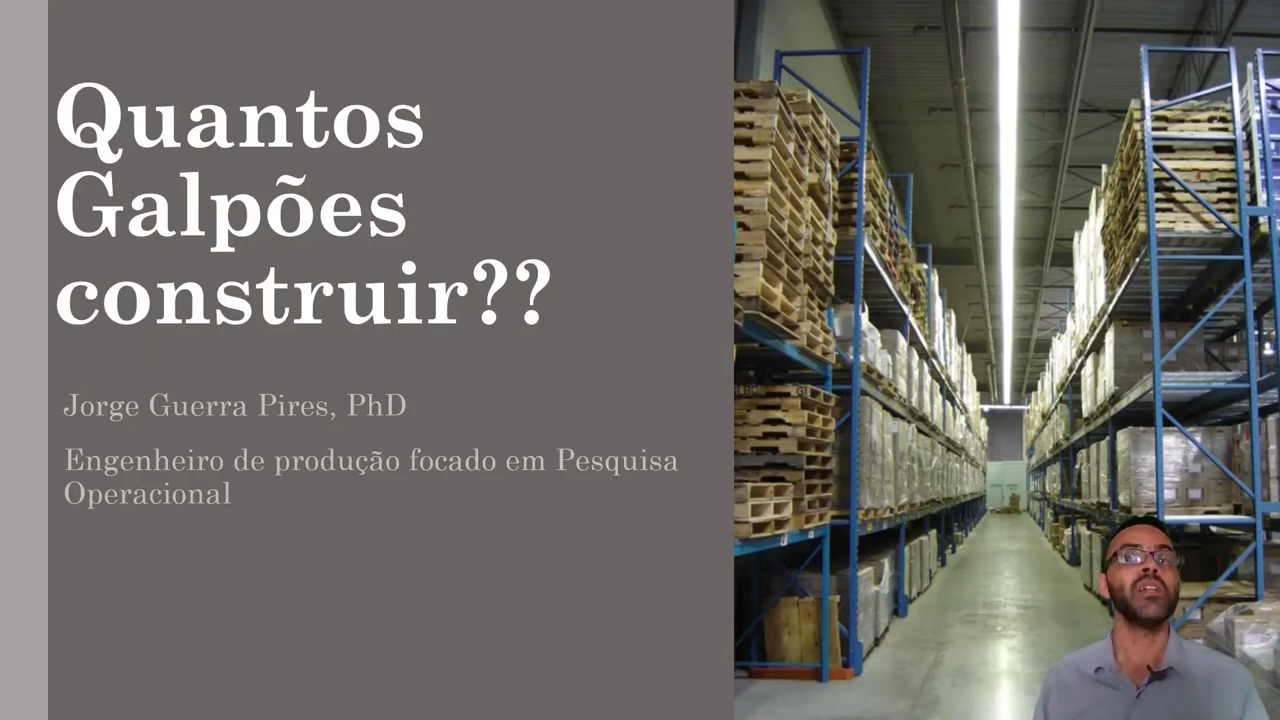 Quantos
Galpões
construir??
Jorge Guerra Pires, PhD
Engenheiro de produção focado em Pesquisa
Operacional